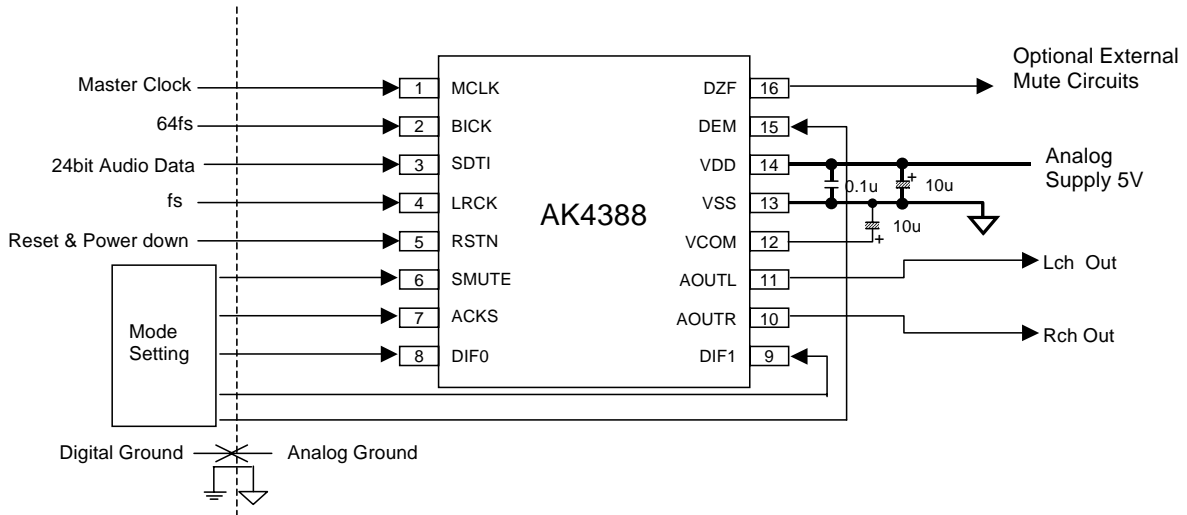 Master Clock
64fs
24bit Audio Data
fs
Reset & Power down
Mode
Setting
1 MCLK
2 BICK
3 SDTI
4 LRCK
5 RSTN
6 SMUTE
7 ACKS
8 DIF0
AK4388
DZF 16
DEM 15
VDD 14
VSS 13
VCOM 12
AOUTL 11
AOUTR 10
DIF1 9
Optional External
Mute Circuits
Analog
Supply 5V
0.1u
+ 10u
10u
+
Lch Out
Rch Out
Digital Ground
Analog Ground